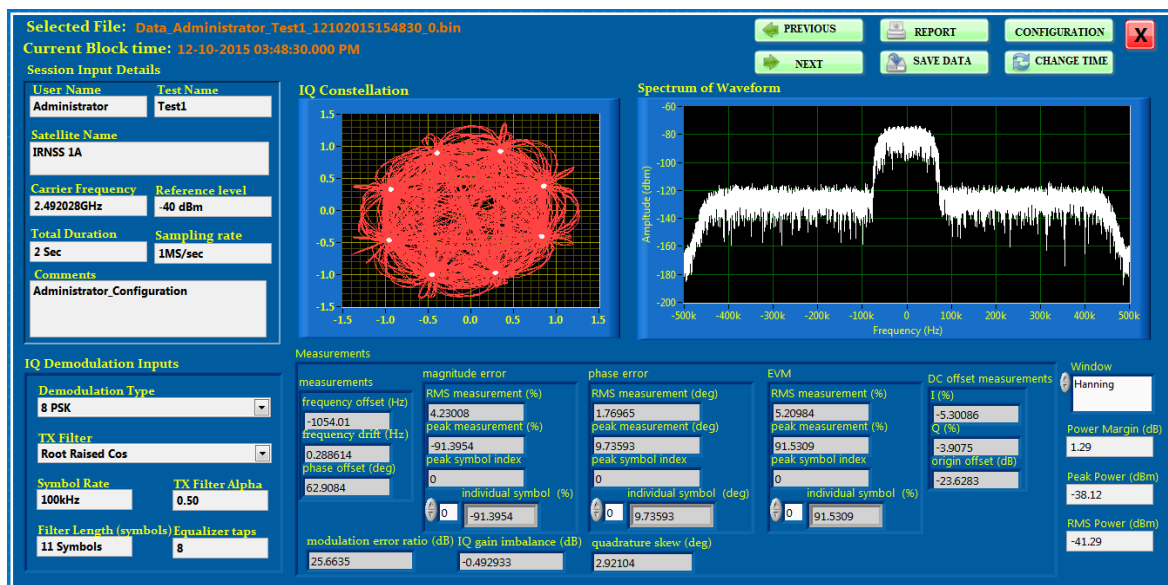 Selected File: Data_Administrator_Test1_12102015154830_0.bin
Current Block time: 12-10-2015 03:48:30.000 PM
PREVIOUS
REPORT
CONFIGURATION
X
NEXT
SAVE DATA
CHANGE TIME
Session Input Details
User Name Test Name
Administrator Test1
Satellite Name
IRNSS 1A
Carrier Frequency Reference level
2.492028GHz -40 dBm
Total Duration Sampling rate
2 Sec 1MS/sec
Comments
Administrator_Configuration
IQ Constellation
1.5
1.0
0.5
0.0
-0.5
-1.0
-1.5
-1.5 -1.0 -0.5 0.0 0.5 1.0 1.5
Spectrum of Waveform
Amplitude (dbm)
-60
-80
-100
-120
-140
-160
-180
-200
-500k -400k -300k -200k -100k 0 100k 200k 300k 400k 500k
Frequency (Hz)
IQ Demodulation Inputs
Demodulation Type
8 PSK
TX Filter
Root Raised Cos
Symbol Rate TX Filter Alpha
100kHz 0.50
Filter Length (symbols) Equalizer taps
11 Symbols 8
Measurements
measurements
frequency offset (Hz)
-1054.01
frequency drift (Hz)
0.288614
phase offset (deg)
62.9084
magnitude error
RMS measurement (%)
4.23008
peak measurement (%)
-91.3954
peak symbol index
0
individual symbol (%)
0 -91.3954
phase error
RMS measurement (deg)
1.76965
peak measurement (deg)
9.73593
peak symbol index
0
individual symbol (deg)
0 9.73593
EVM
RMS measurement (%)
5.20984
peak measurement (%)
91.5309
peak symbol index
0
individual symbol (%)
0 91.5309
DC offset measurements
I (%)
-5.30086
Q (%)
-3.9075
origin offset (dB)
-23.6283
modulation error ratio (dB) IQ gain imbalance (dB) quadrature skew (deg)
25.6635 -0.492933 2.92104
Window
Hanning
Power Margin (dB)
1.29
Peak Power (dBm)
-38.12
RMS Power (dBm)
-41.29